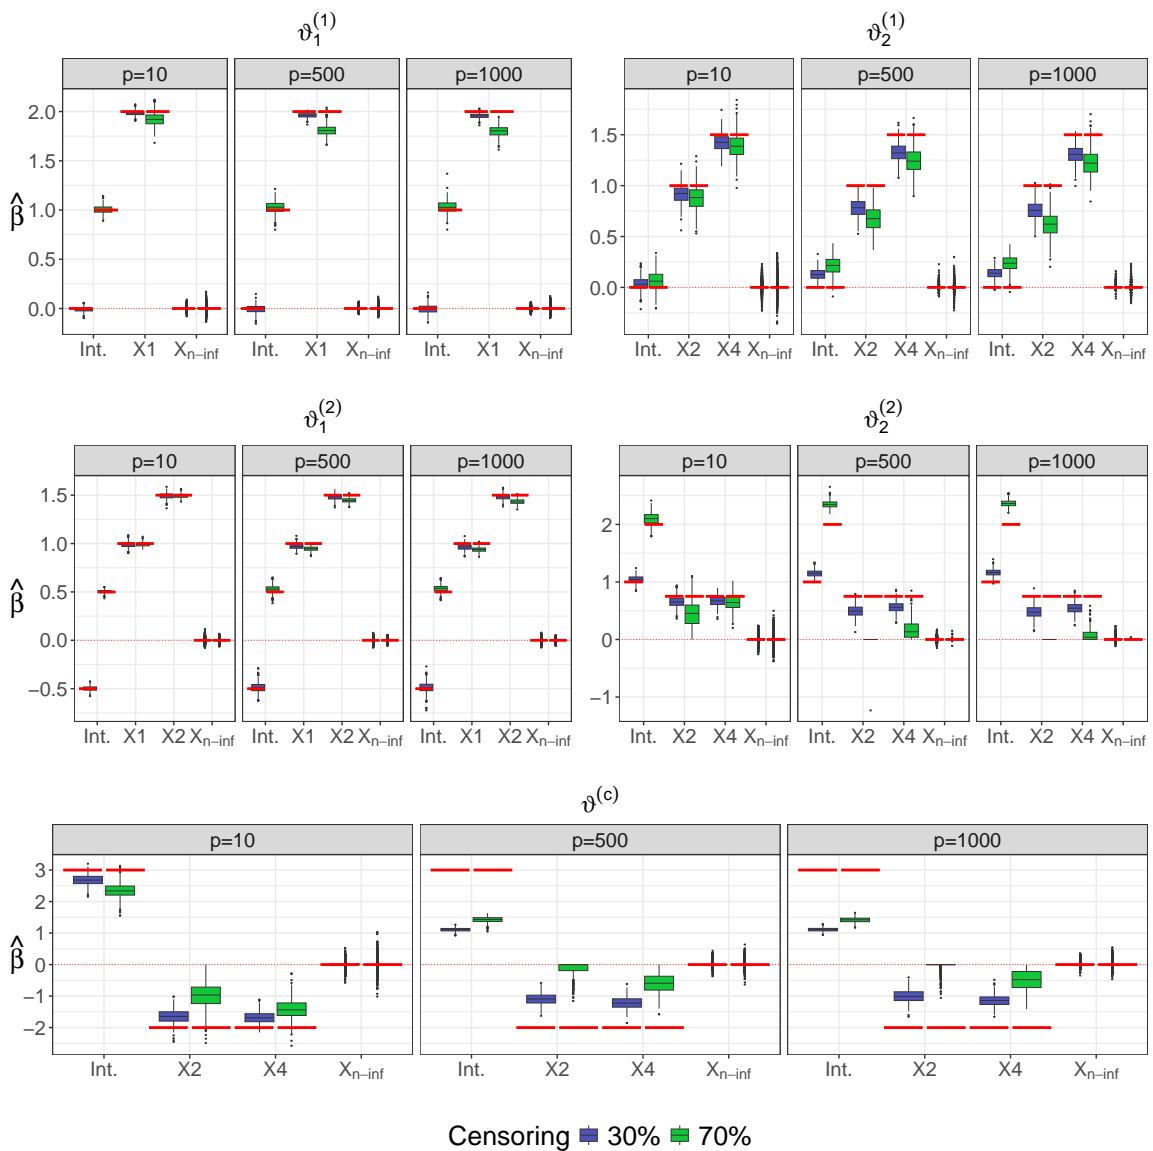 ϑ₁⁽¹⁾ ϑ₂⁽¹⁾
p=10 p=500 p=1000 p=10 p=500 p=1000
2.0
1.5
1.0
0.5
0.0
β̂
1.5
1.0
0.5
0.0
Int. X1 Xₙ₋ᵢₙf Int. X1 Xₙ₋ᵢₙf Int. X1 Xₙ₋ᵢₙf Int. X2 X4 Xₙ₋ᵢₙf Int. X2 X4 Xₙ₋ᵢₙf Int. X2 X4 Xₙ₋ᵢₙf
ϑ₁⁽²⁾ ϑ₂⁽²⁾
p=10 p=500 p=1000 p=10 p=500 p=1000
1.5
1.0
0.5
0.0
−0.5
β̂
2
1
0
−1
Int. X1 X2 Xₙ₋ᵢₙf Int. X1 X2 Xₙ₋ᵢₙf Int. X1 X2 Xₙ₋ᵢₙf Int. X2 X4 Xₙ₋ᵢₙf Int. X2 X4 Xₙ₋ᵢₙf Int. X2 X4 Xₙ₋ᵢₙf
ϑ⁽ᶜ⁾
p=10 p=500 p=1000
3
2
1
0
−1
−2
β̂
Int. X2 X4 Xₙ₋ᵢₙf Int. X2 X4 Xₙ₋ᵢₙf Int. X2 X4 Xₙ₋ᵢₙf
Censoring 30% 70%